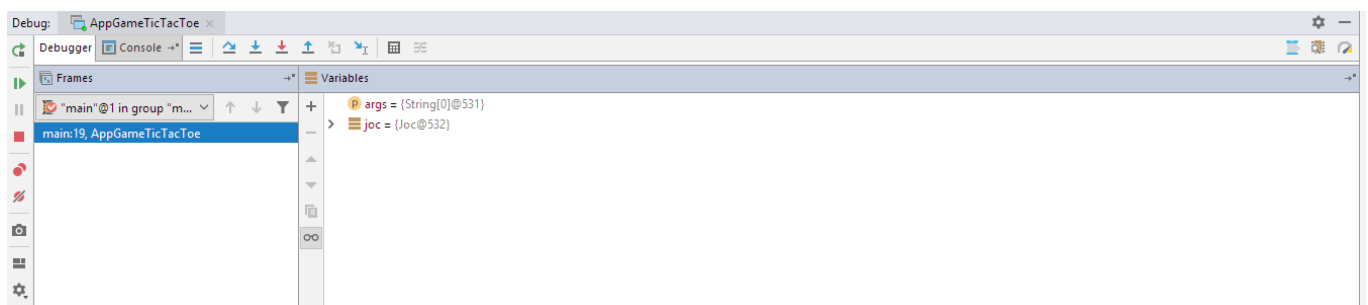 Debug: AppGameTicTacToe
Debugger Console
Frames Variables
"main"@1 in group "m... args = {String[0]@531}
main:19, AppGameTicTacToe joc = {Joc@532}